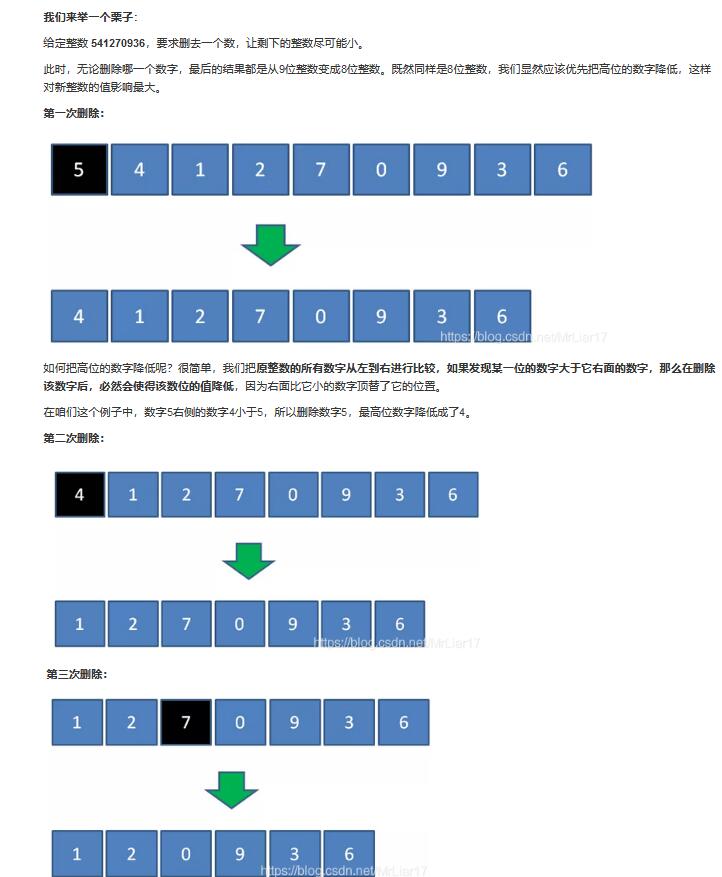 我们来举一个栗子：
给定整数 541270936，要求删去一个数，让剩下的整数尽可能小。
此时，无论删除哪一个数字，最后的结果都是从9位整数变成8位整数。既然同样是8位整数，我们显然应该优先把高位的数字降低，这样
对新整数的值影响最大。
第一次删除：
5 4 1 2 7 0 9 3 6
4 1 2 7 0 9 3 6
https://blog.csdn.net/MrLiar17
如何把高位的数字降低呢？很简单，我们把原整数的所有数字从左到右进行比较，如果发现某一位的数字大于它右面的数字，那么在删除
该数字后，必然会使得该数位的值降低，因为右面比它小的数字顶替了它的位置。
在咱们这个例子中，数字5右侧的数字4小于5，所以删除数字5，最高位数字降低成了4。
第二次删除：
4 1 2 7 0 9 3 6
1 2 7 0 9 3 6
https://blog.csdn.net/MrLiar17
第三次删除：
1 2 7 0 9 3 6
1 2 0 9 3 6
https://blog.csdn.net/MrLiar17